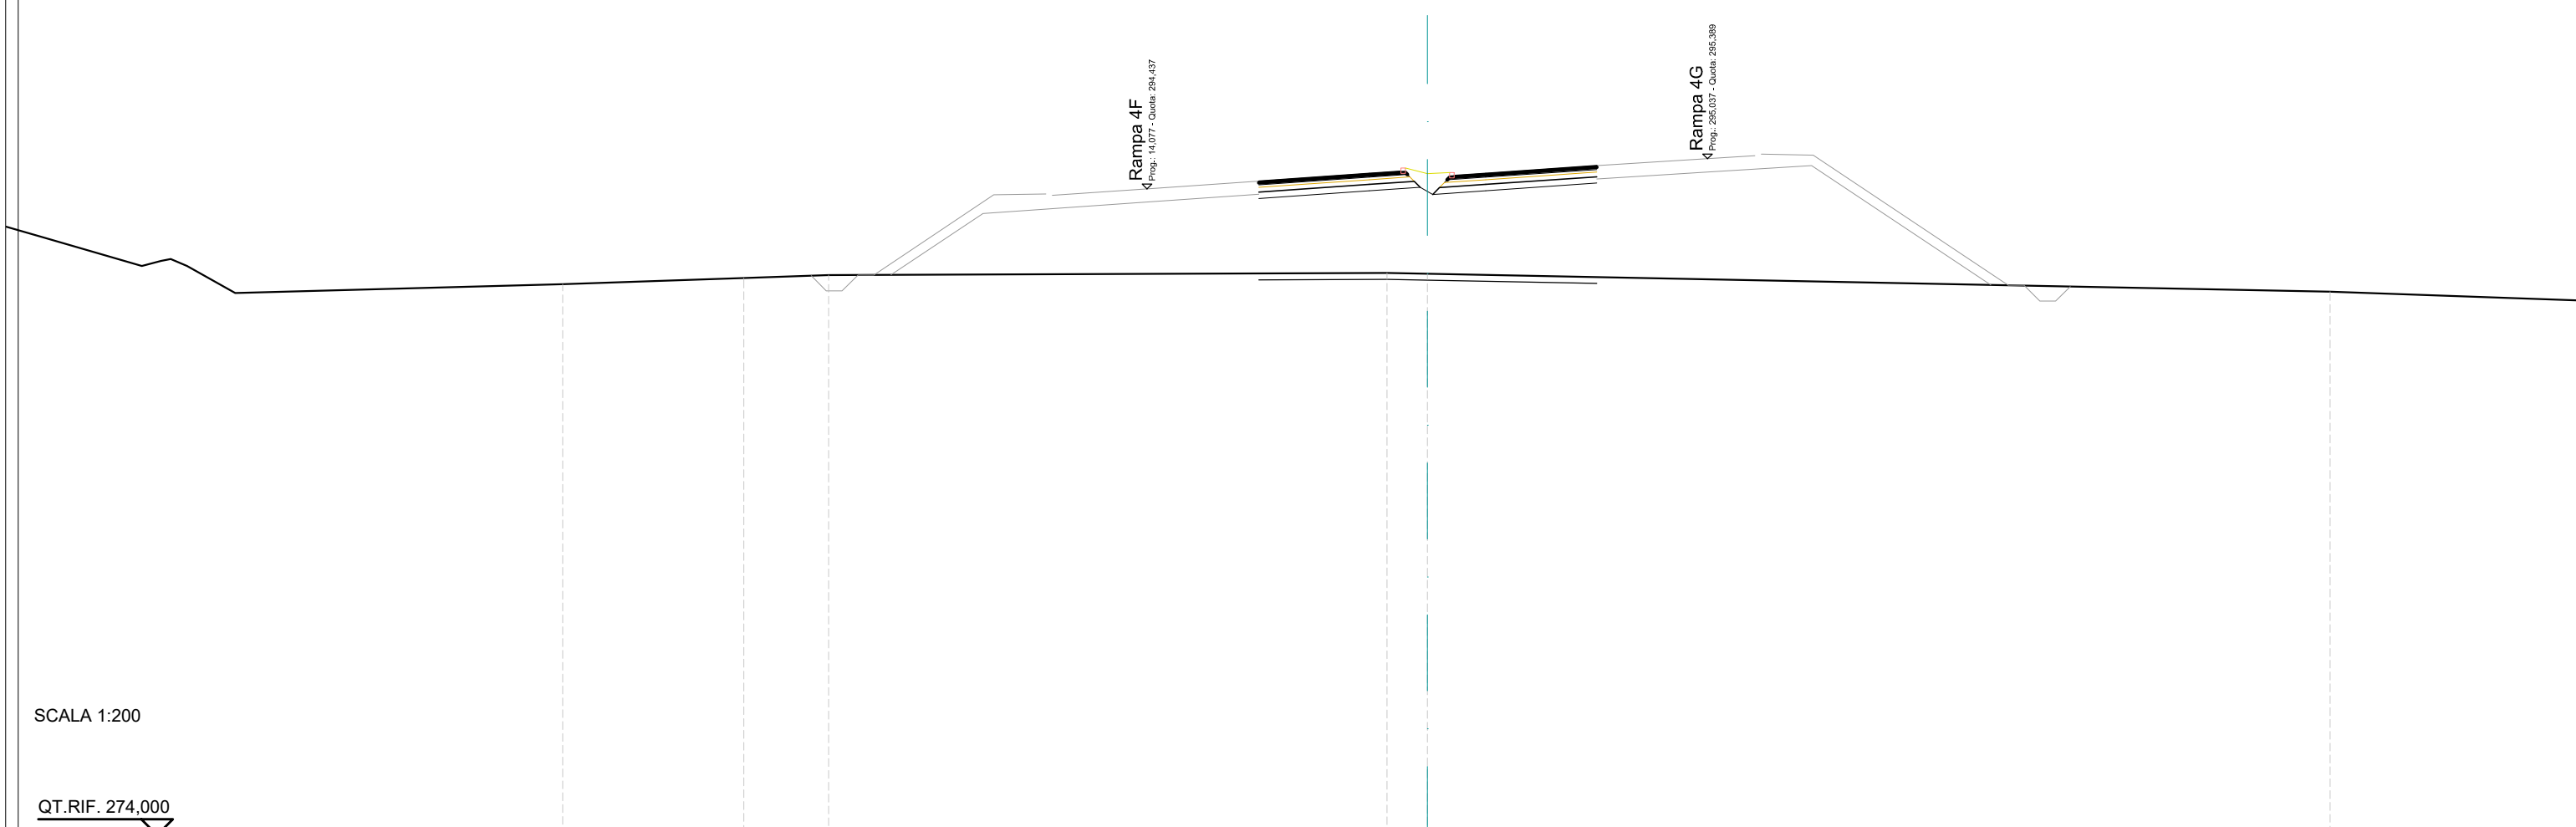 Rampa 4F
Prog.: 14,077 - Quota: 294,437
Rampa 4G
Prog.: 295,037 - Quota: 295,389
SCALA 1:200
QT.RIF. 274,000